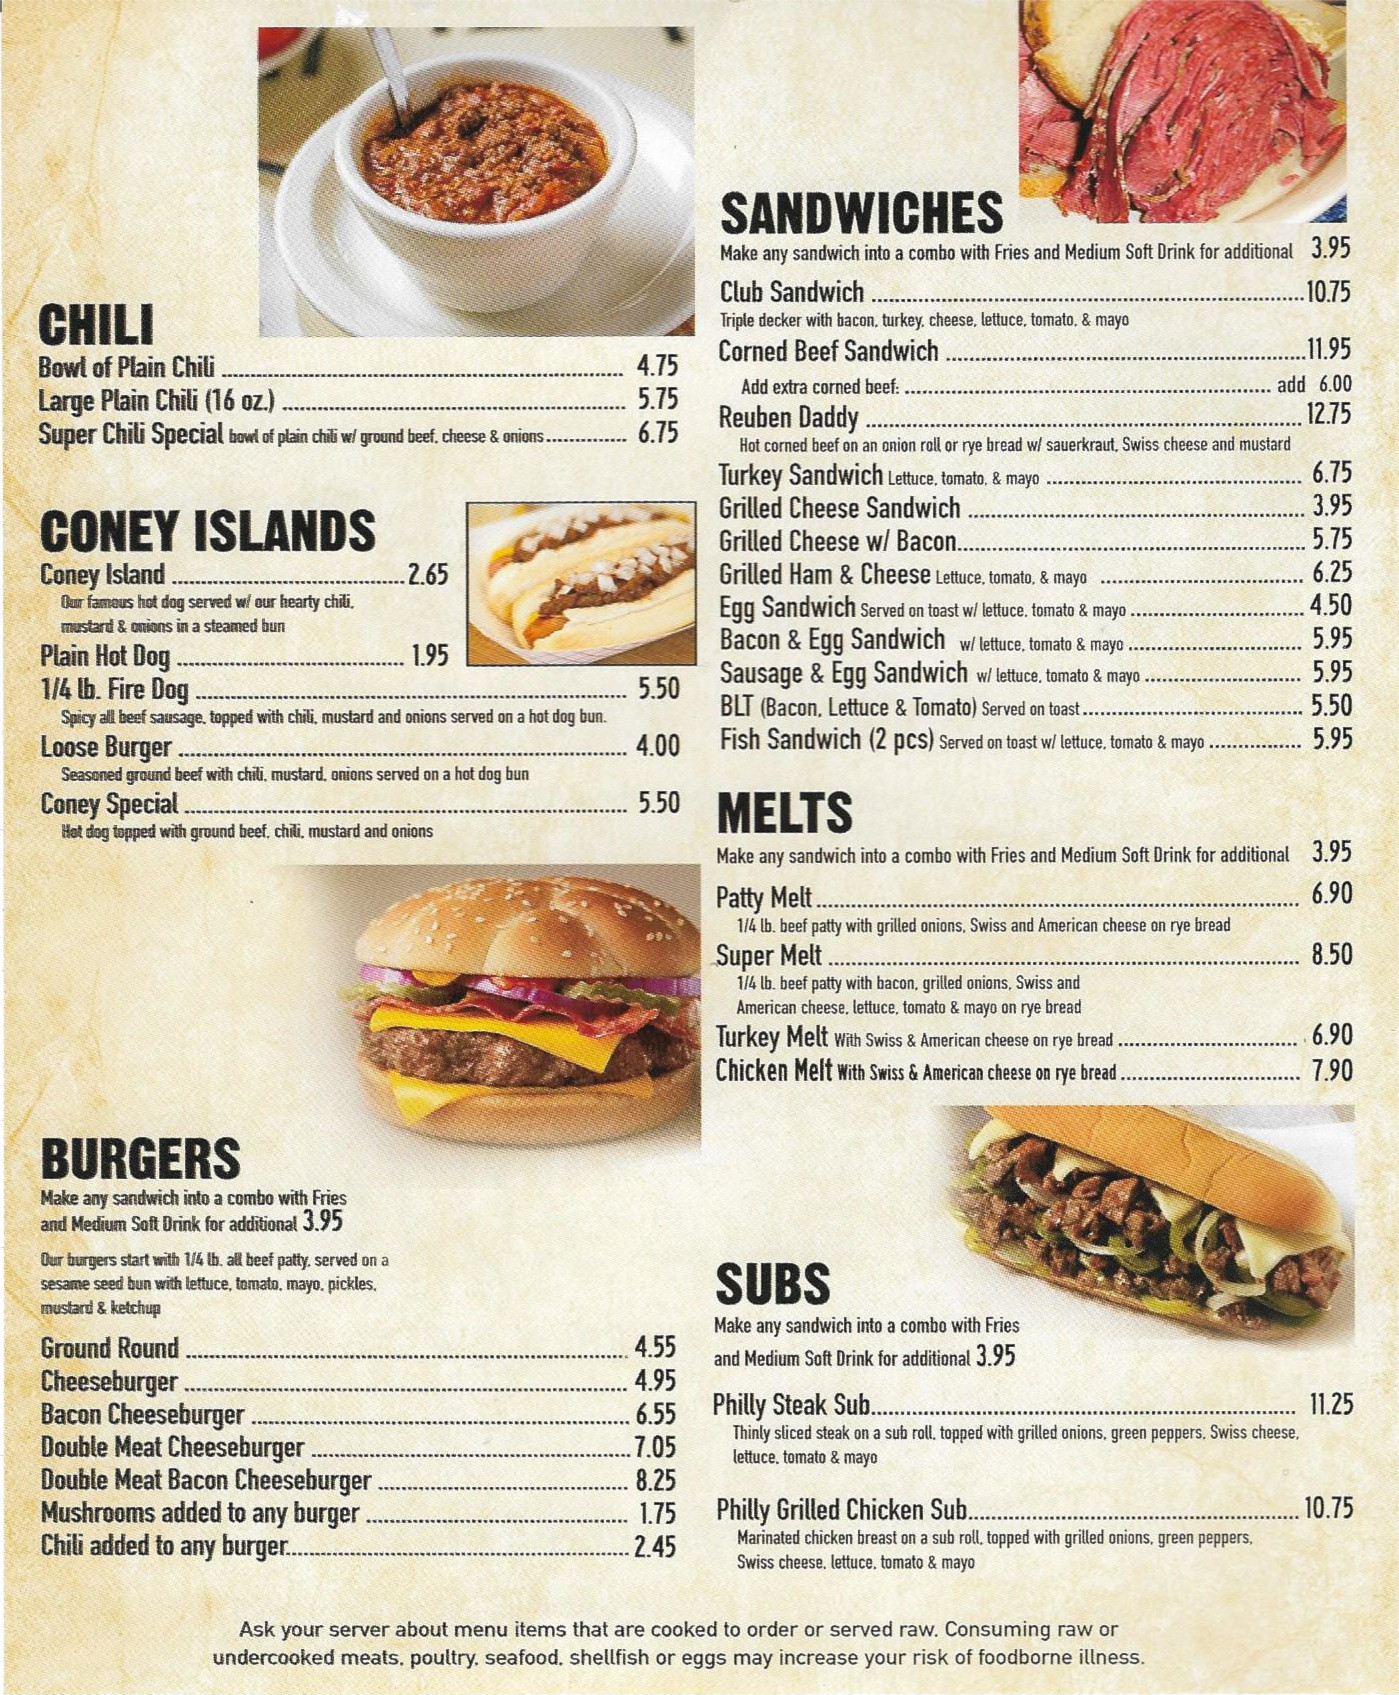 CHILI
Bowl of Plain Chili 4.75
Large Plain Chili (16 oz.) 5.75
Super Chili Special bowl of plain chili w/ ground beef, cheese & onions 6.75
CONEY ISLANDS
Coney Island 2.65
Our famous hot dog served w/ our hearty chili,
mustard & onions in a steamed bun
Plain Hot Dog 1.95
1/4 lb. Fire Dog 5.50
Spicy all beef sausage, topped with chili, mustard and onions served on a hot dog bun.
Loose Burger 4.00
Seasoned ground beef with chili, mustard, onions served on a hot dog bun
Coney Special 5.50
Hot dog topped with ground beef, chili, mustard and onions
BURGERS
Make any sandwich into a combo with Fries
and Medium Soft Drink for additional 3.95
Our burgers start with 1/4 lb. all beef patty, served on a
sesame seed bun with lettuce, tomato, mayo, pickles,
mustard & ketchup
Ground Round 4.55
Cheeseburger 4.95
Bacon Cheeseburger 6.55
Double Meat Cheeseburger 7.05
Double Meat Bacon Cheeseburger 8.25
Mushrooms added to any burger 1.75
Chili added to any burger 2.45
SANDWICHES
Make any sandwich into a combo with Fries and Medium Soft Drink for additional 3.95
Club Sandwich 10.75
Triple decker with bacon, turkey, cheese, lettuce, tomato, & mayo
Corned Beef Sandwich 11.95
Add extra corned beef: add 6.00
Reuben Daddy 12.75
Hot corned beef on an onion roll or rye bread w/ sauerkraut, Swiss cheese and mustard
Turkey Sandwich Lettuce, tomato, & mayo 6.75
Grilled Cheese Sandwich 3.95
Grilled Cheese w/ Bacon 5.75
Grilled Ham & Cheese Lettuce, tomato, & mayo 6.25
Egg Sandwich Served on toast w/ lettuce, tomato & mayo 4.50
Bacon & Egg Sandwich w/ lettuce, tomato & mayo 5.95
Sausage & Egg Sandwich w/ lettuce, tomato & mayo 5.95
BLT (Bacon, Lettuce & Tomato) Served on toast 5.50
Fish Sandwich (2 pcs) Served on toast w/ lettuce, tomato & mayo 5.95
MELTS
Make any sandwich into a combo with Fries and Medium Soft Drink for additional 3.95
Patty Melt 6.90
1/4 lb. beef patty with grilled onions, Swiss and American cheese on rye bread
Super Melt 8.50
1/4 lb. beef patty with bacon, grilled onions, Swiss and
American cheese, lettuce, tomato & mayo on rye bread
Turkey Melt With Swiss & American cheese on rye bread 6.90
Chicken Melt With Swiss & American cheese on rye bread 7.90
SUBS
Make any sandwich into a combo with Fries
and Medium Soft Drink for additional 3.95
Philly Steak Sub 11.25
Thinly sliced steak on a sub roll, topped with grilled onions, green peppers, Swiss cheese,
lettuce, tomato & mayo
Philly Grilled Chicken Sub 10.75
Marinated chicken breast on a sub roll, topped with grilled onions, green peppers,
Swiss cheese, lettuce, tomato & mayo
Ask your server about menu items that are cooked to order or served raw. Consuming raw or
undercooked meats, poultry, seafood, shellfish or eggs may increase your risk of foodborne illness.